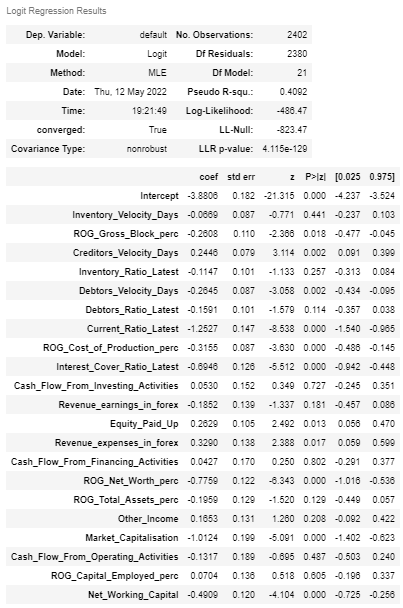 Logit Regression Results
Dep. Variable: default No. Observations: 2402
Model: Logit Df Residuals: 2380
Method: MLE Df Model: 21
Date: Thu, 12 May 2022 Pseudo R-squ.: 0.4092
Time: 19:21:49 Log-Likelihood: -486.47
converged: True LL-Null: -823.47
Covariance Type: nonrobust LLR p-value: 4.115e-129
coef std err z P>|z| [0.025 0.975]
Intercept -3.8806 0.182 -21.315 0.000 -4.237 -3.524
Inventory_Velocity_Days -0.0669 0.087 -0.771 0.441 -0.237 0.103
ROG_Gross_Block_perc -0.2608 0.110 -2.366 0.018 -0.477 -0.045
Creditors_Velocity_Days 0.2446 0.079 3.114 0.002 0.091 0.399
Inventory_Ratio_Latest -0.1147 0.101 -1.133 0.257 -0.313 0.084
Debtors_Velocity_Days -0.2645 0.087 -3.058 0.002 -0.434 -0.095
Debtors_Ratio_Latest -0.1591 0.101 -1.579 0.114 -0.357 0.038
Current_Ratio_Latest -1.2527 0.147 -8.538 0.000 -1.540 -0.965
ROG_Cost_of_Production_perc -0.3155 0.087 -3.630 0.000 -0.486 -0.145
Interest_Cover_Ratio_Latest -0.6946 0.126 -5.512 0.000 -0.942 -0.448
Cash_Flow_From_Investing_Activities 0.0530 0.152 0.349 0.727 -0.245 0.351
Revenue_earnings_in_forex -0.1852 0.139 -1.337 0.181 -0.457 0.086
Equity_Paid_Up 0.2629 0.105 2.492 0.013 0.056 0.470
Revenue_expenses_in_forex 0.3290 0.138 2.388 0.017 0.059 0.599
Cash_Flow_From_Financing_Activities 0.0427 0.170 0.250 0.802 -0.291 0.377
ROG_Net_Worth_perc -0.7759 0.122 -6.343 0.000 -1.016 -0.536
ROG_Total_Assets_perc -0.1959 0.129 -1.520 0.129 -0.449 0.057
Other_Income 0.1653 0.131 1.260 0.208 -0.092 0.422
Market_Capitalisation -1.0124 0.199 -5.091 0.000 -1.402 -0.623
Cash_Flow_From_Operating_Activities -0.1317 0.189 -0.695 0.487 -0.503 0.240
ROG_Capital_Employed_perc 0.0704 0.136 0.518 0.605 -0.196 0.337
Net_Working_Capital -0.4909 0.120 -4.104 0.000 -0.725 -0.256